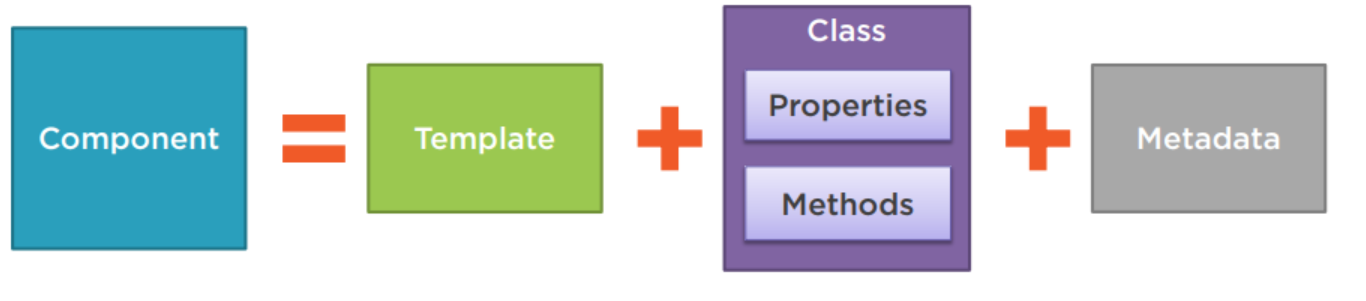 Component
=
Template
+
Class
Properties
Methods
+
Metadata